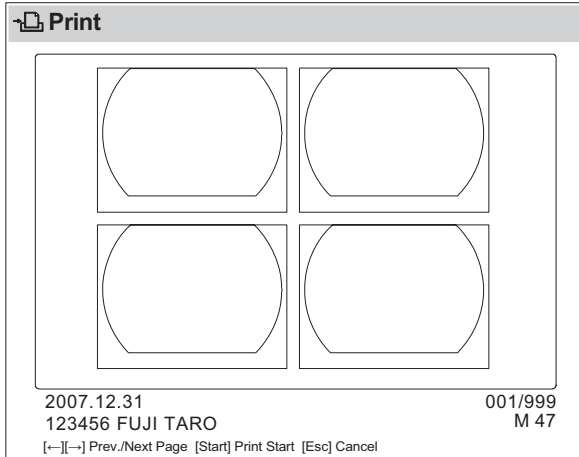 Print
2007.12.31 001/999
123456 FUJI TARO M 47
[←][→] Prev./Next Page [Start] Print Start [Esc] Cancel